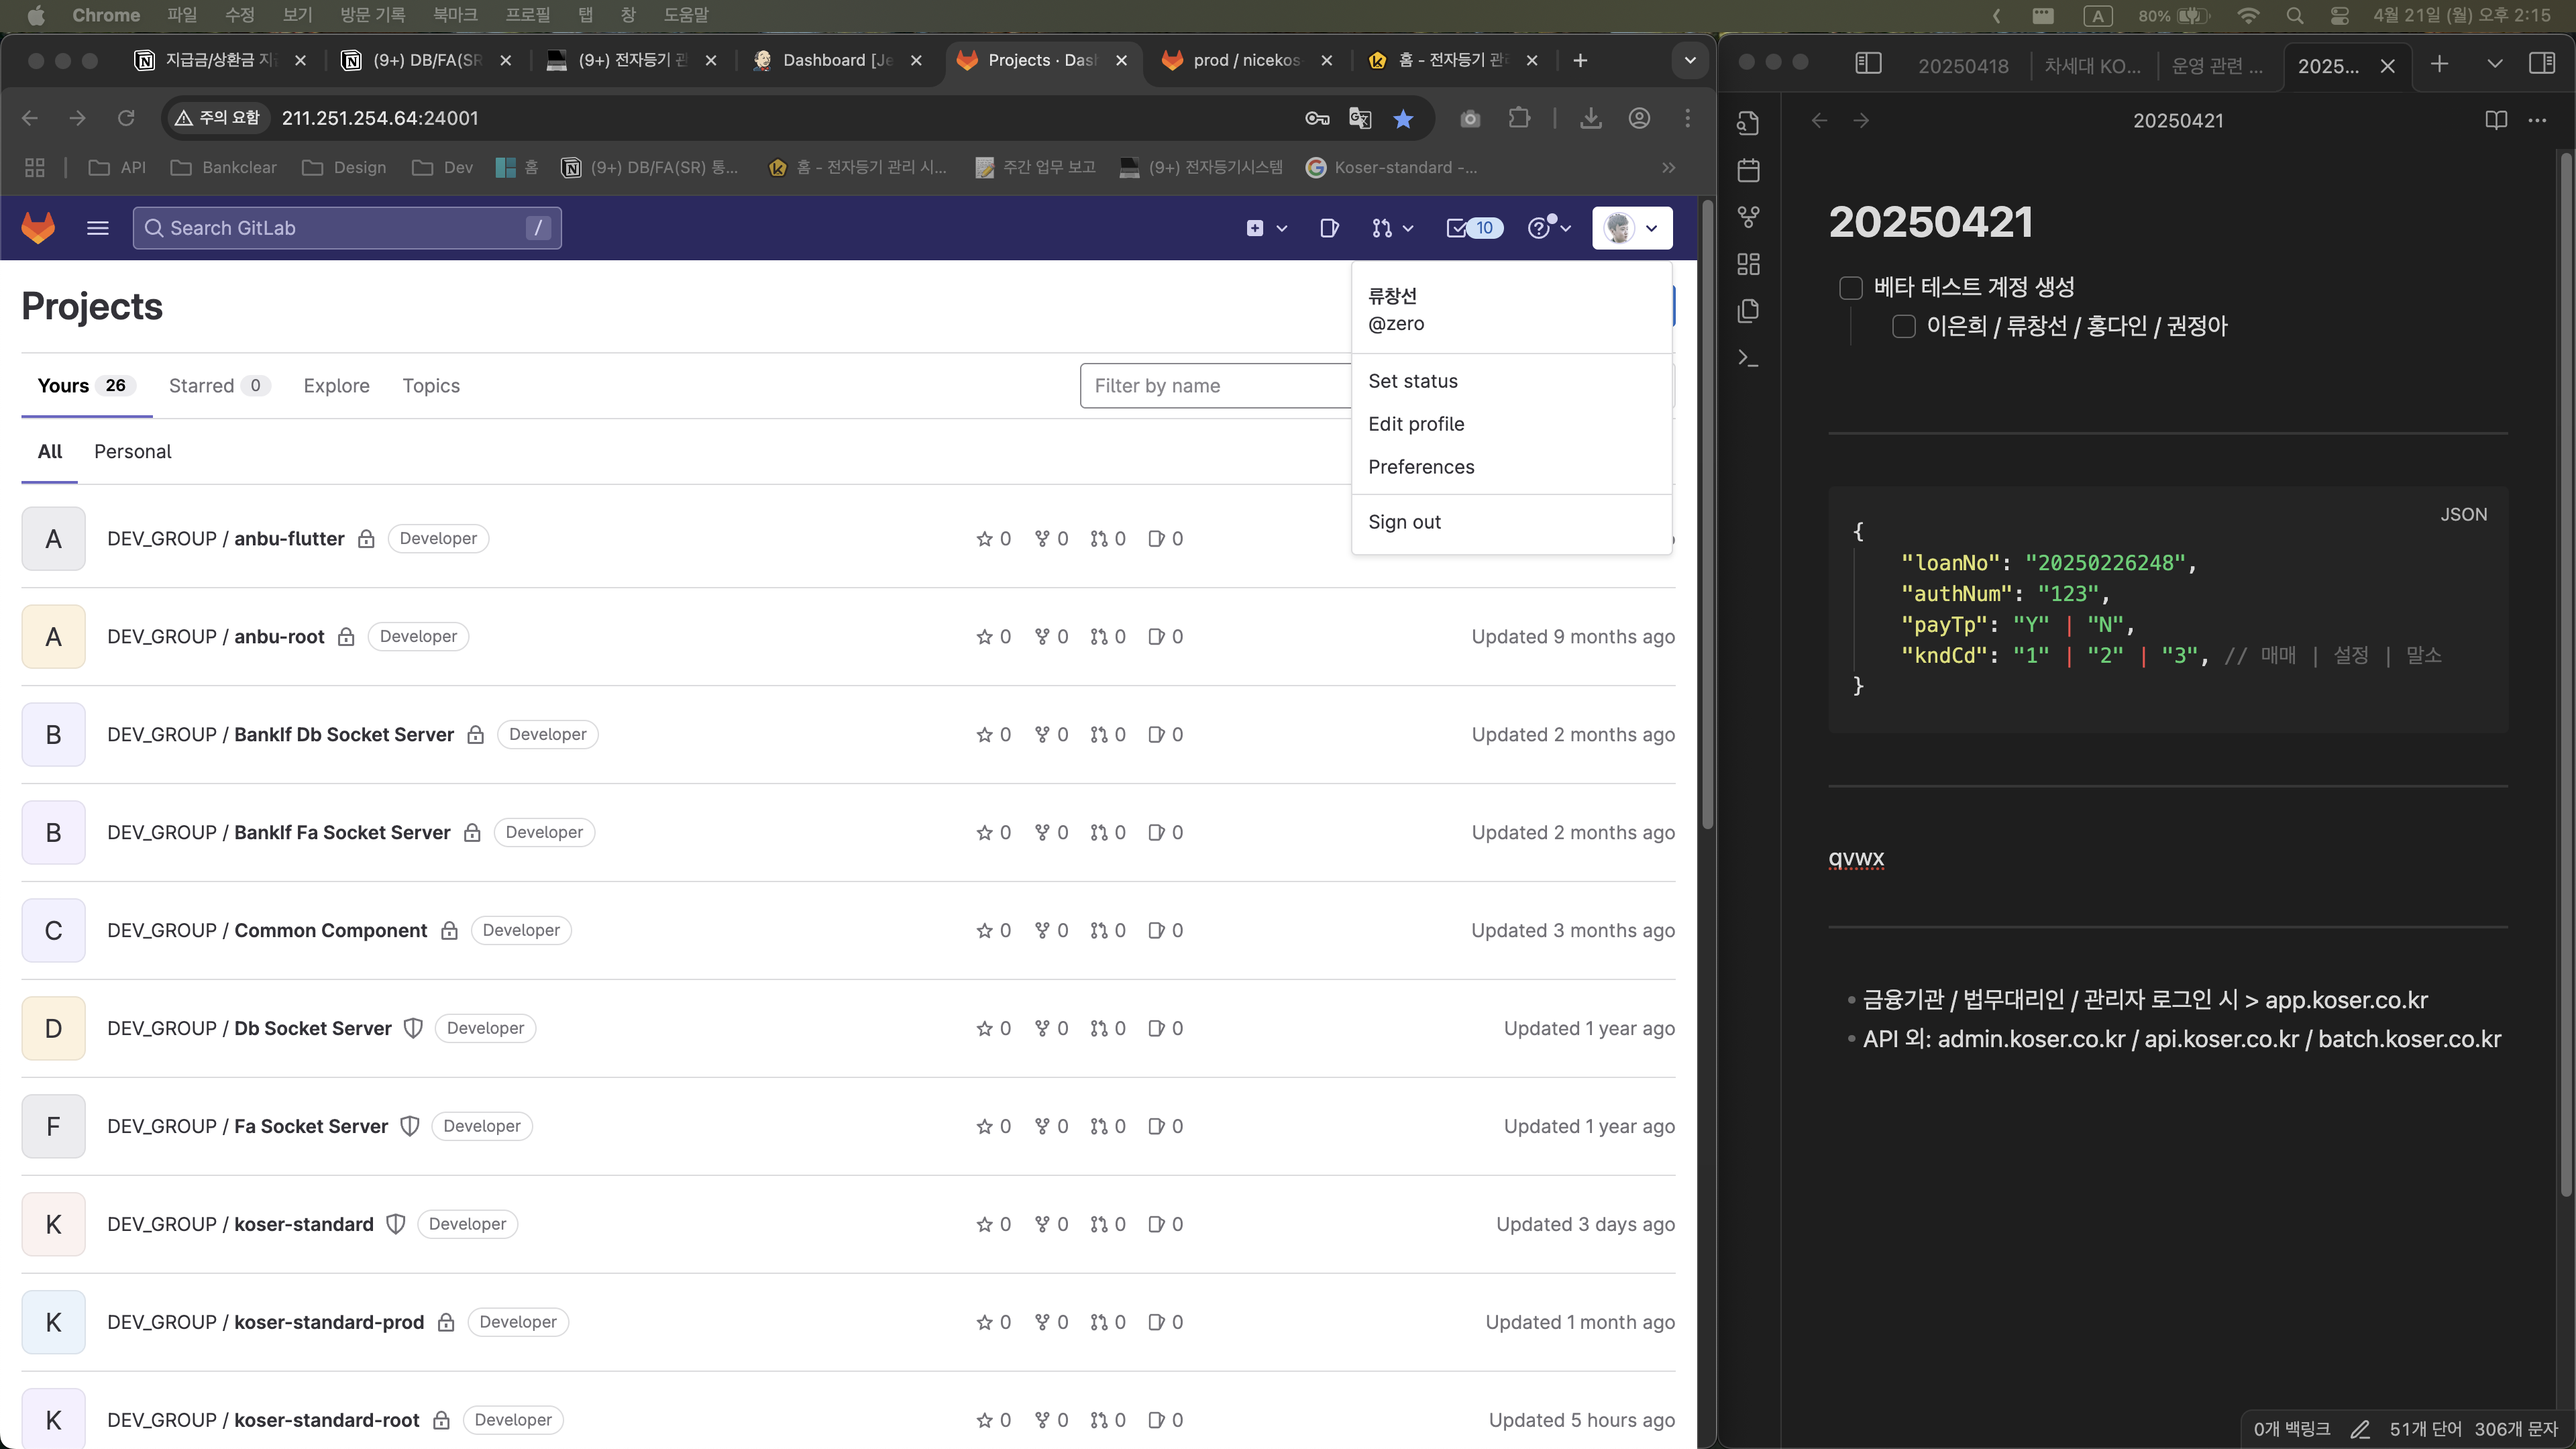 Chrome 파일 수정 보기 방문 기록 북마크 프로필 탭 창 도움말
A 80% 4월 21일 (월) 오후 2:15
지급금/상환금 지
(9+) DB/FA(SR
(9+) 전자등기 관
Dashboard [Je
Projects · Das
prod / nicekos
홈 - 전자등기 관
주의 요함 211.251.254.64:24001
API Bankclear Design Dev 홈 (9+) DB/FA(SR) 통... 홈 - 전자등기 관리 시... 주간 업무 보고 (9+) 전자등기시스템 Koser-standard -...
Search GitLab /
10
Projects
류창선
@zero
Set status
Edit profile
Preferences
Sign out
Yours 26 Starred 0 Explore Topics
Filter by name
All Personal
A DEV_GROUP / anbu-flutter Developer 0 0 0 0
A DEV_GROUP / anbu-root Developer 0 0 0 0 Updated 9 months ago
B DEV_GROUP / BankIf Db Socket Server Developer 0 0 0 0 Updated 2 months ago
B DEV_GROUP / BankIf Fa Socket Server Developer 0 0 0 0 Updated 2 months ago
C DEV_GROUP / Common Component Developer 0 0 0 0 Updated 3 months ago
D DEV_GROUP / Db Socket Server Developer 0 0 0 0 Updated 1 year ago
F DEV_GROUP / Fa Socket Server Developer 0 0 0 0 Updated 1 year ago
K DEV_GROUP / koser-standard Developer 0 0 0 0 Updated 3 days ago
K DEV_GROUP / koser-standard-prod Developer 0 0 0 0 Updated 1 month ago
K DEV_GROUP / koser-standard-root Developer 0 0 0 0 Updated 5 hours ago
20250418 차세대 KO... 운영 관련 ... 2025...
20250421
20250421
베타 테스트 계정 생성
이은희 / 류창선 / 홍다인 / 권정아
JSON
{
"loanNo": "20250226248",
"authNum": "123",
"payTp": "Y" | "N",
"kndCd": "1" | "2" | "3", // 매매 | 설정 | 말소
}
qvwx
• 금융기관 / 법무대리인 / 관리자 로그인 시 > app.koser.co.kr
• API 외: admin.koser.co.kr / api.koser.co.kr / batch.koser.co.kr
0개 백링크 51개 단어 306개 문자